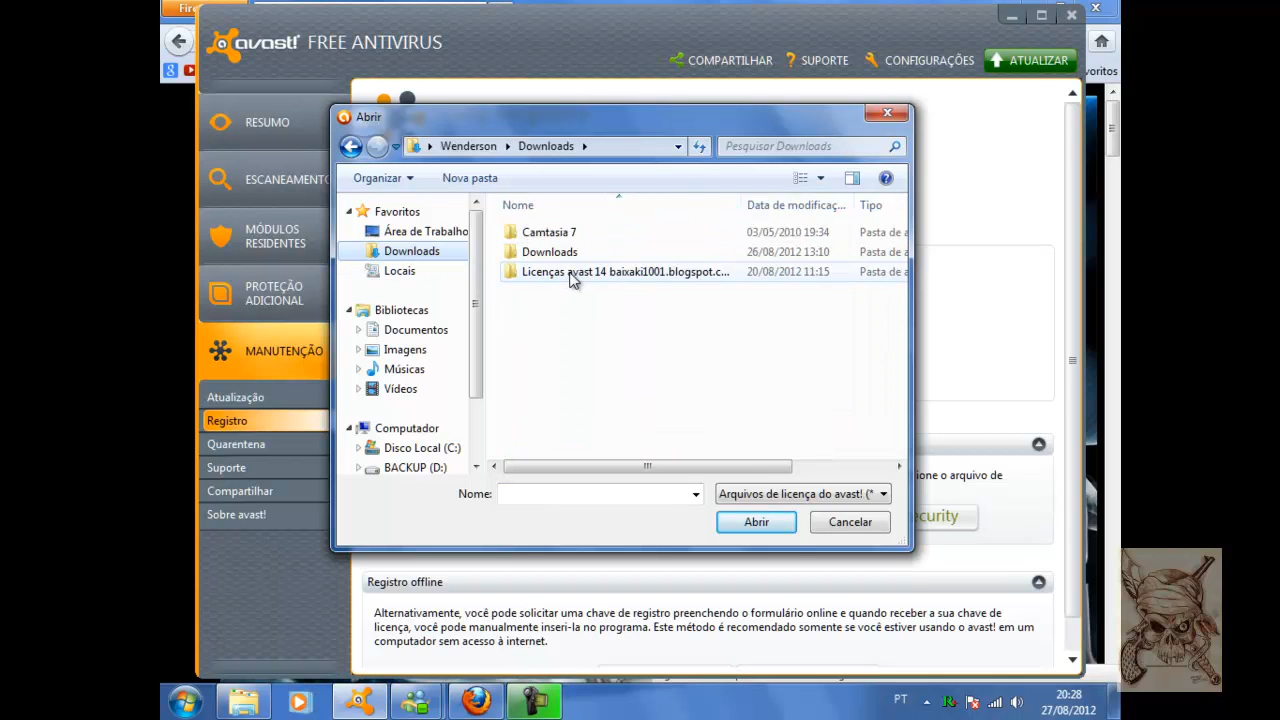 Fire
avast! FREE ANTIVIRUS
COMPARTILHAR
SUPORTE
CONFIGURAÇÕES
ATUALIZAR
voritos
RESUMO
ESCANEAMENTO
MÓDULOS
RESIDENTES
PROTEÇÃO
ADICIONAL
MANUTENÇÃO
Atualização
Registro
Quarentena
Suporte
Compartilhar
Sobre avast!
Abrir
Wenderson
Downloads
Pesquisar Downloads
Organizar
Nova pasta
Favoritos
Área de Trabalho
Downloads
Locais
Bibliotecas
Documentos
Imagens
Músicas
Vídeos
Computador
Disco Local (C:)
BACKUP (D:)
Nome Data de modificaç... Tipo
Camtasia 7 03/05/2010 19:34 Pasta de a
Downloads 26/08/2012 13:10 Pasta de a
Licenças avast 14 baixaki1001.blogspot.c... 20/08/2012 11:15 Pasta de a
Nome:
Arquivos de licença do avast! (*
Abrir
Cancelar
ione o arquivo de
ecurity
Registro offline
Alternativamente, você pode solicitar uma chave de registro preenchendo o formulário online e quando receber a sua chave de
licença, você pode manualmente inseri-la no programa. Este método é recomendado somente se você estiver usando o avast! em um
computador sem acesso à internet.
PT
20:28
27/08/2012